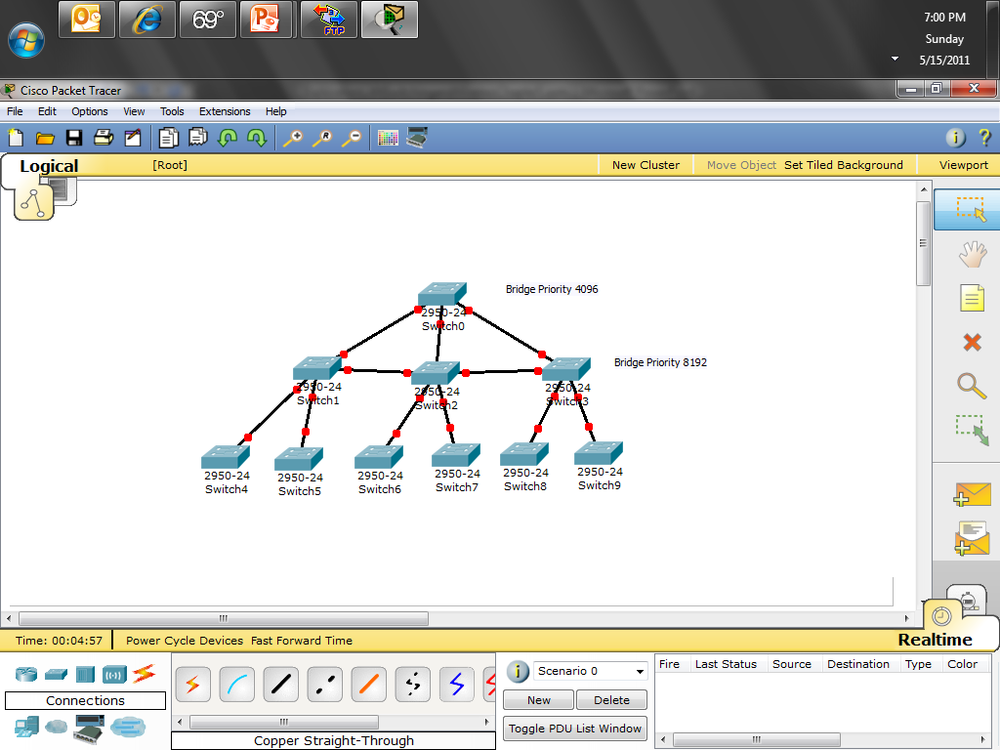 69°
FTP
7:00 PM
Sunday
5/15/2011
Cisco Packet Tracer
File Edit Options View Tools Extensions Help
Logical [Root] New Cluster Move Object Set Tiled Background Viewport
Bridge Priority 4096
2950-24
Switch0
Bridge Priority 8192
2950-24
Switch1
2950-24
Switch2
2950-24
Switch3
2950-24
Switch4
2950-24
Switch5
2950-24
Switch6
2950-24
Switch7
2950-24
Switch8
2950-24
Switch9
Time: 00:04:57 Power Cycle Devices Fast Forward Time Realtime
Connections
Copper Straight-Through
Scenario 0
New Delete
Toggle PDU List Window
Fire Last Status Source Destination Type Color